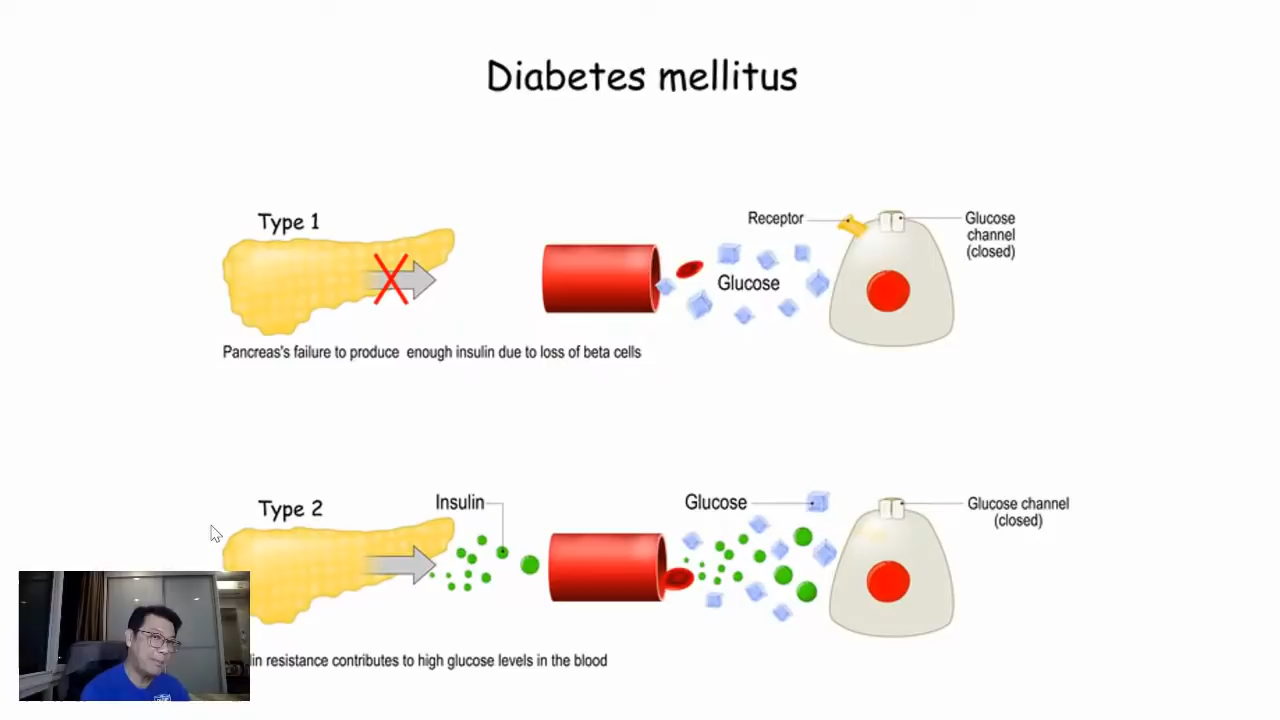 Diabetes mellitus
Type 1
Receptor
Glucose
channel
(closed)
Glucose
Pancreas's failure to produce enough insulin due to loss of beta cells
Type 2
Insulin
Glucose
Glucose channel
(closed)
resistance contributes to high glucose levels in the blood